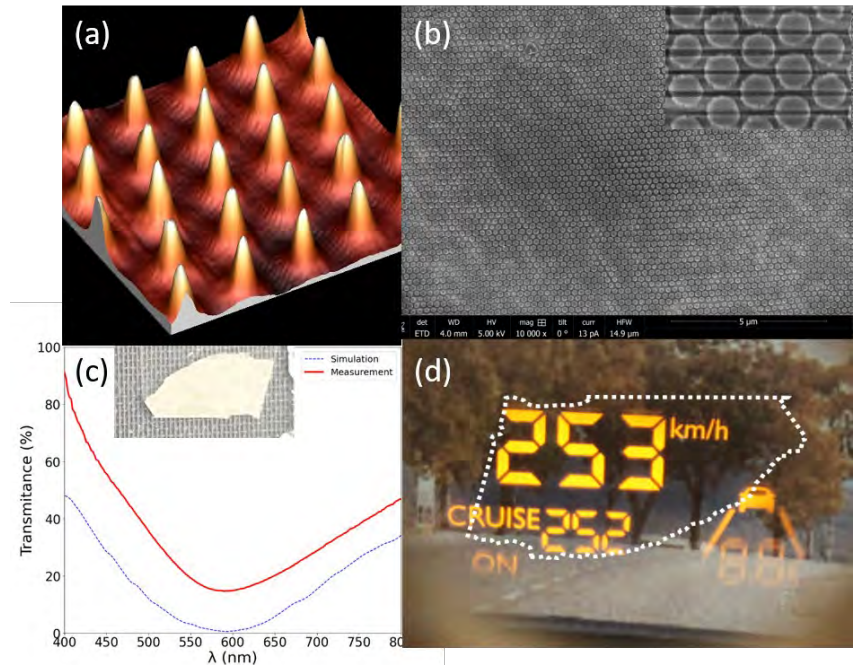 (a)
(b)
det WD HV mag tilt curr HFW
ETD 4.0 mm 5.00 kV 10 000 x 0 ° 13 pA 14.9 µm
5 µm
(c)
Simulation
Measurement
Transmitance (%)
100
80
60
40
20
0
400 450 500 550 600 650 700 750 80
λ (nm)
(d)
253 km/h
CRUISE 252
ON